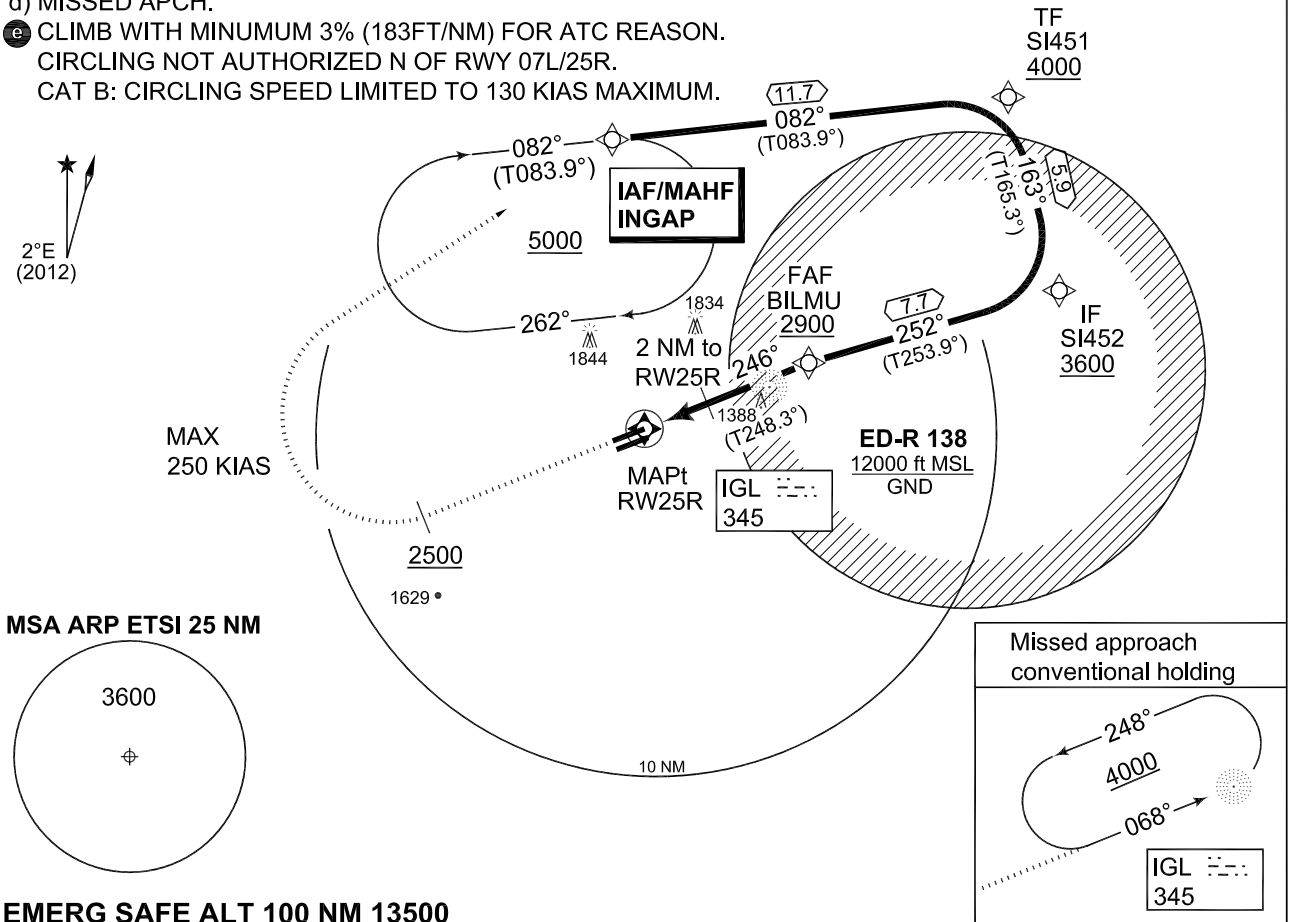 d) MISSED APCH.
e CLIMB WITH MINUMUM 3% (183FT/NM) FOR ATC REASON.
CIRCLING NOT AUTHORIZED N OF RWY 07L/25R.
CAT B: CIRCLING SPEED LIMITED TO 130 KIAS MAXIMUM.
TF
SI451
4000
11.7
082°
(T083.9°)
082°
(T083.9°)
163°
(T165.3°)
5.9
IAF/MAHF
INGAP
5000
2°E
(2012)
262°
1844
1834
2 NM to
RW25R
FAF
BILMU
2900
7.7
252°
(T253.9°)
IF
SI452
3600
246°
(T248.3°)
1388
MAX
250 KIAS
MAPt
RW25R
IGL
345
ED-R 138
12000 ft MSL
GND
2500
1629
10 NM
MSA ARP ETSI 25 NM
3600
Missed approach
conventional holding
248°
4000
068°
IGL
345
EMERG SAFE ALT 100 NM 13500